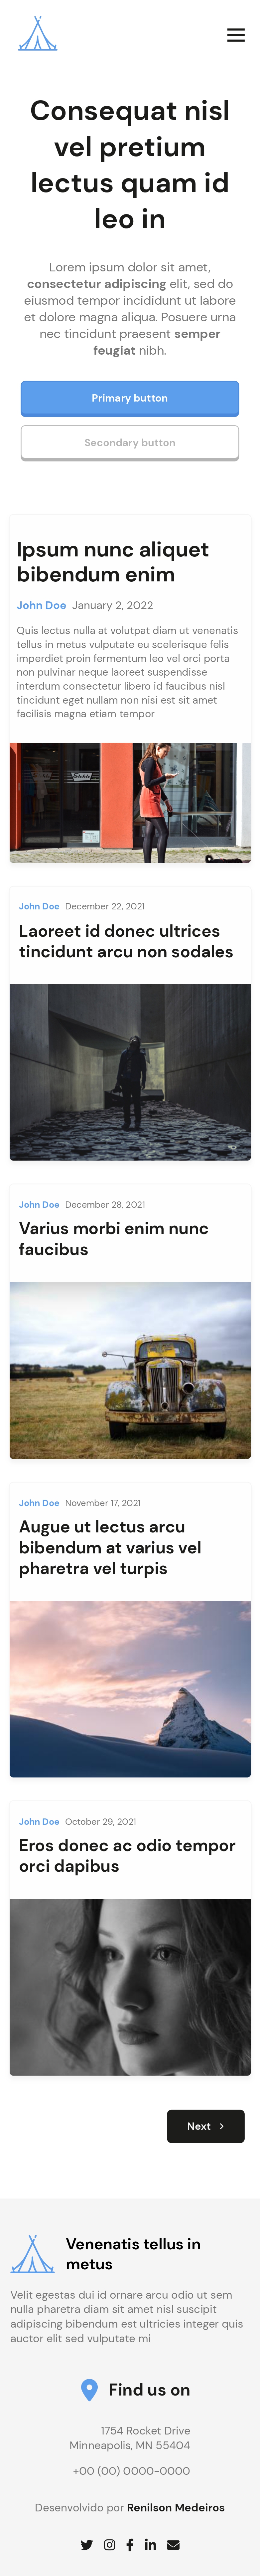 Consequat nisl
vel pretium
lectus quam id
leo in
Lorem ipsum dolor sit amet,
consectetur adipiscing elit, sed do
eiusmod tempor incididunt ut labore
et dolore magna aliqua. Posuere urna
nec tincidunt praesent semper
feugiat nibh.
Primary button
Secondary button
Ipsum nunc aliquet
bibendum enim
John Doe January 2, 2022
Quis lectus nulla at volutpat diam ut venenatis
tellus in metus vulputate eu scelerisque felis
imperdiet proin fermentum leo vel orci porta
non pulvinar neque laoreet suspendisse
interdum consectetur libero id faucibus nisl
tincidunt eget nullam non nisi est sit amet
facilisis magna etiam tempor
John Doe December 22, 2021
Laoreet id donec ultrices
tincidunt arcu non sodales
John Doe December 28, 2021
Varius morbi enim nunc
faucibus
John Doe November 17, 2021
Augue ut lectus arcu
bibendum at varius vel
pharetra vel turpis
John Doe October 29, 2021
Eros donec ac odio tempor
orci dapibus
Next
Venenatis tellus in
metus
Velit egestas dui id ornare arcu odio ut sem
nulla pharetra diam sit amet nisl suscipit
adipiscing bibendum est ultricies integer quis
auctor elit sed vulputate mi
Find us on
1754 Rocket Drive
Minneapolis, MN 55404
+00 (00) 0000-0000
Desenvolvido por Renilson Medeiros